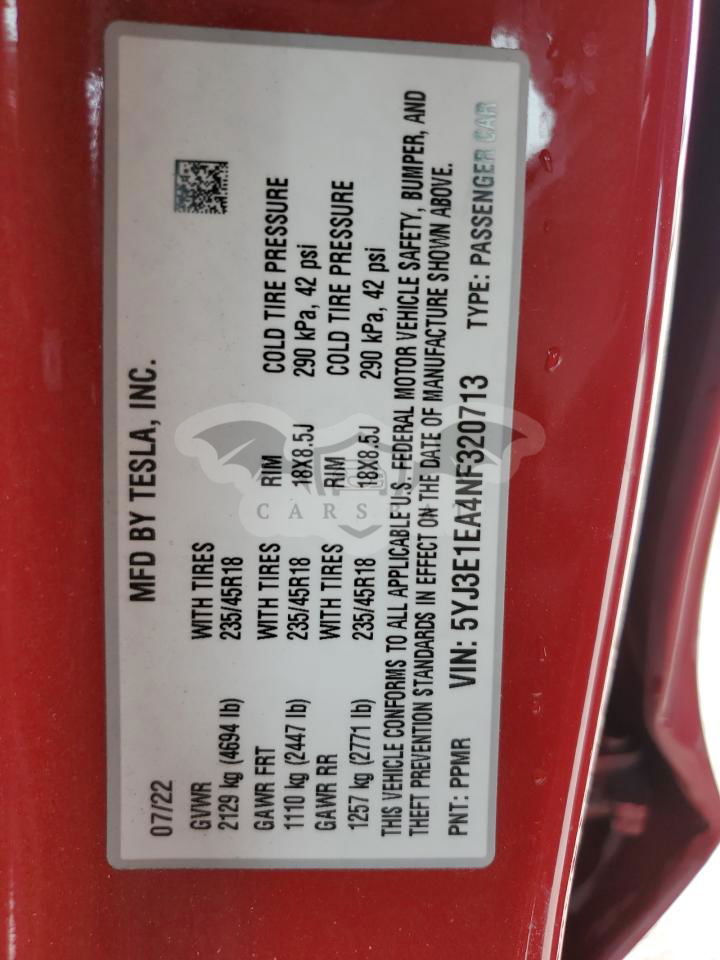 MFD BY TESLA, INC.
07/22
GVWR WITH TIRES
2129 kg (4694 lb) 235/45R18
GAWR FRT WITH TIRES RIM COLD TIRE PRESSURE
1110 kg (2447 lb) 235/45R18 18X8.5J 290 kPa, 42 psi
GAWR RR WITH TIRES RIM COLD TIRE PRESSURE
1257 kg (2771 lb) 235/45R18 18X8.5J 290 kPa, 42 psi
THIS VEHICLE CONFORMS TO ALL APPLICABLE U.S. FEDERAL MOTOR VEHICLE SAFETY, BUMPER, AND
THEFT PREVENTION STANDARDS IN EFFECT ON THE DATE OF MANUFACTURE SHOWN ABOVE.
PNT: PPMR VIN: 5YJ3E1EA4NF320713 TYPE: PASSENGER CAR